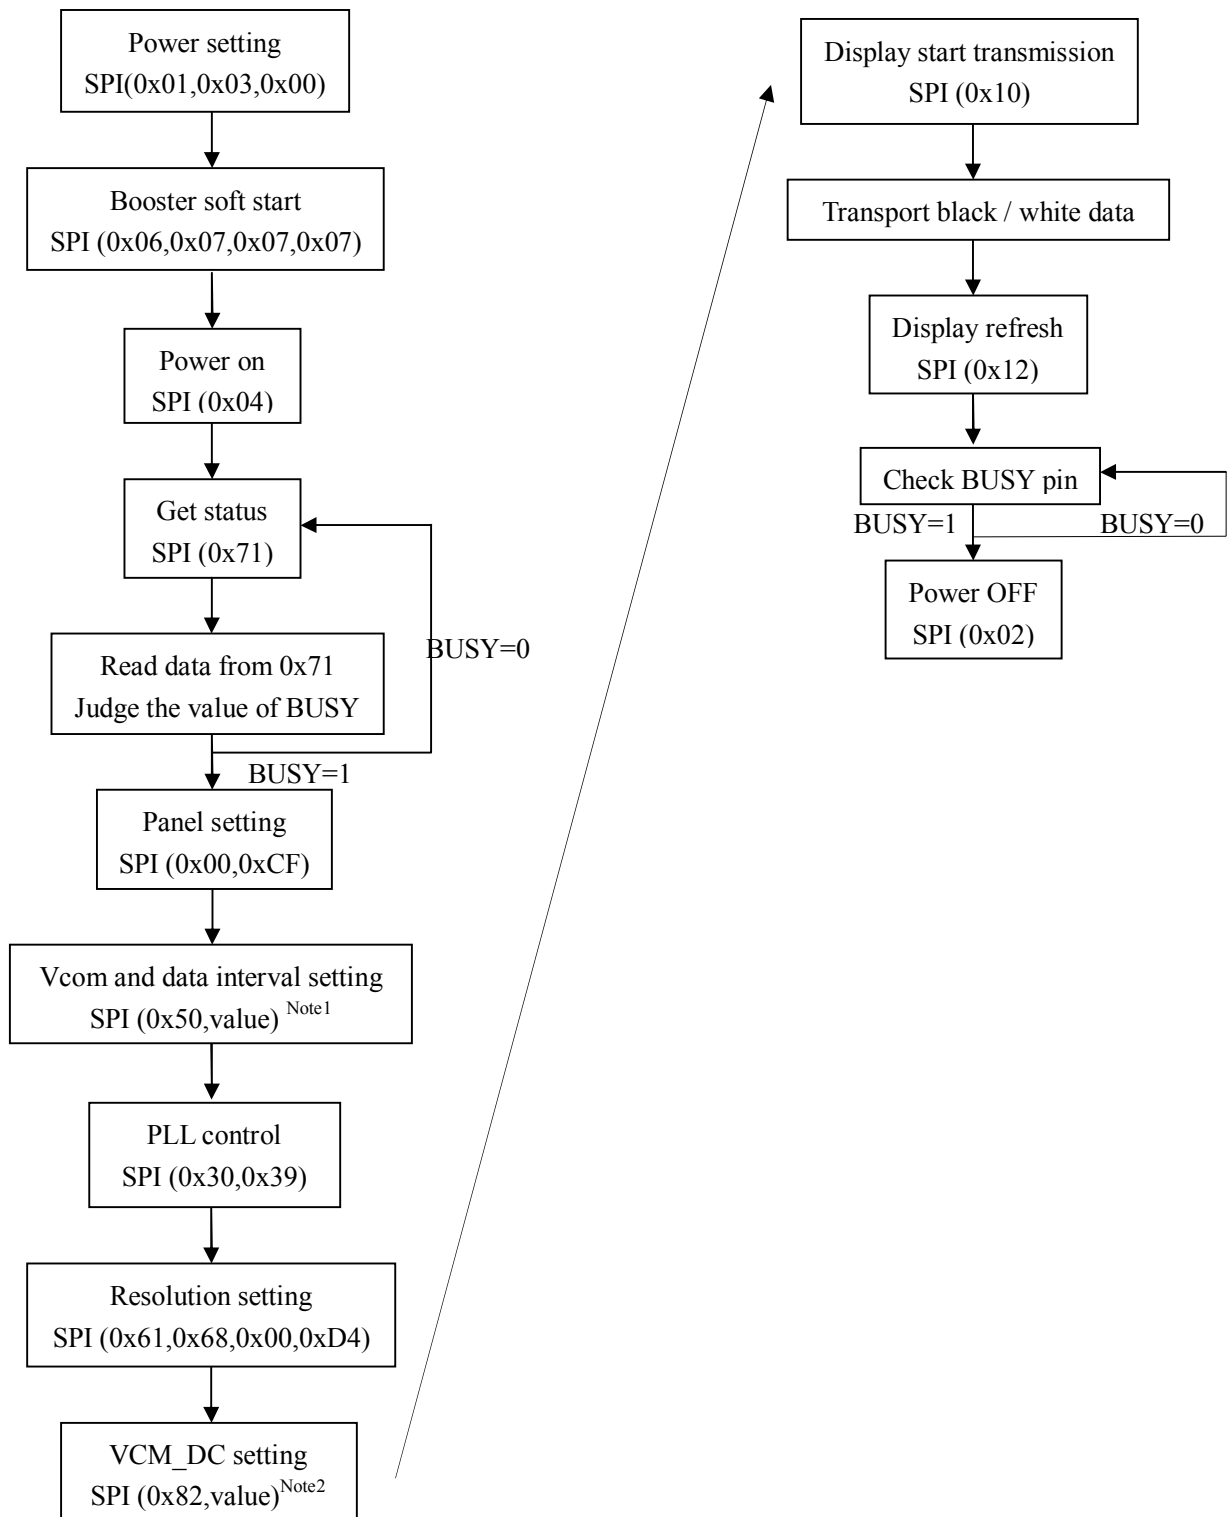 Power setting
SPI(0x01,0x03,0x00)
Booster soft start
SPI (0x06,0x07,0x07,0x07)
Power on
SPI (0x04)
Get status
SPI (0x71)
BUSY=0
Read data from 0x71
Judge the value of BUSY
BUSY=1
Panel setting
SPI (0x00,0xCF)
Vcom and data interval setting
SPI (0x50,value) Note1
PLL control
SPI (0x30,0x39)
Resolution setting
SPI (0x61,0x68,0x00,0xD4)
VCM_DC setting
SPI (0x82,value)Note2
Display start transmission
SPI (0x10)
Transport black / white data
Display refresh
SPI (0x12)
Check BUSY pin
BUSY=1 BUSY=0
Power OFF
SPI (0x02)